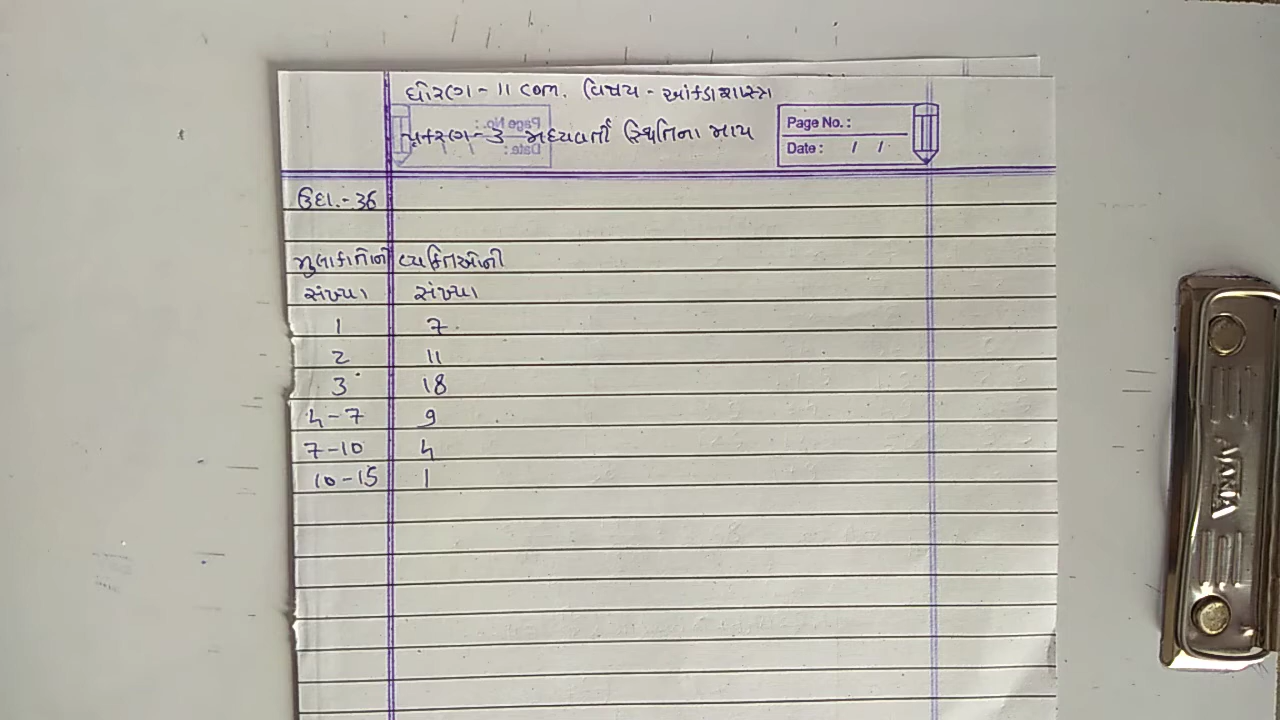 ધોરણ - 11 com. વિષય - આંકડાશાસ્ત્ર
પ્રકરણ - 3 મધ્યવર્તી સ્થિતિના માપ
Page No. :
Date : / /
ઉદા. - 36
મુલાકાતોની વ્યક્તિઓની
સંખ્યા સંખ્યા
1 7
2 11
3 18
4 - 7 9
7 - 10 4
10 - 15 1
AJANTA